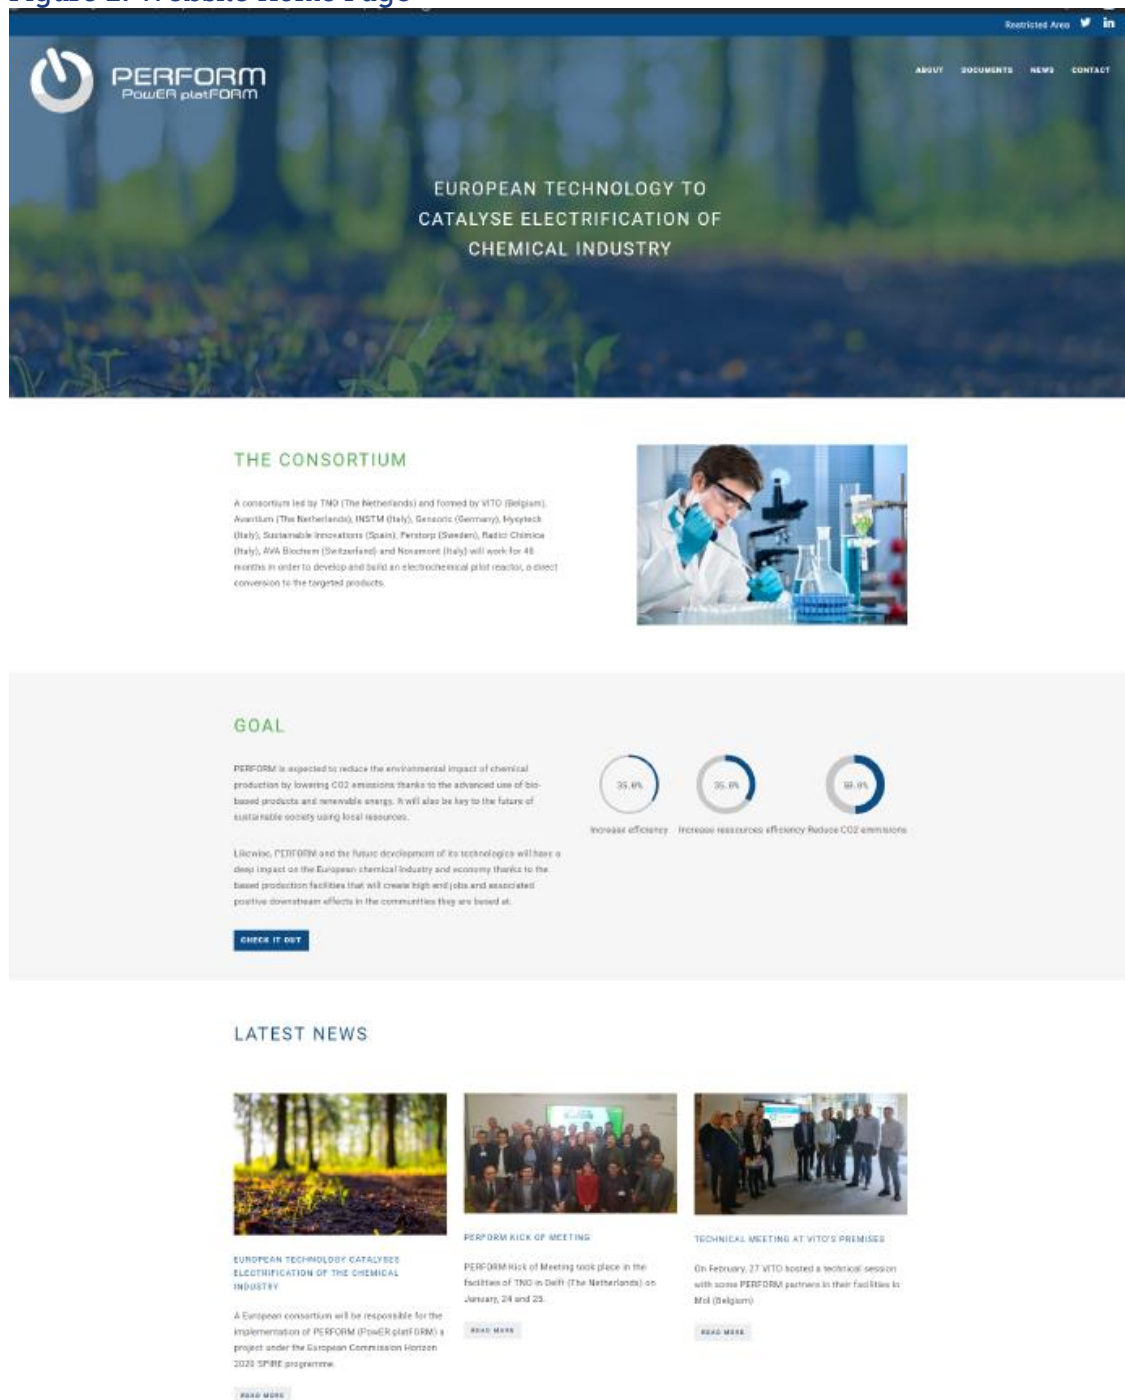 Figure 2: Website Home Page
Restricted Area
PERFORM
PowER platFORM
ABOUT DOCUMENTS NEWS CONTACT
EUROPEAN TECHNOLOGY TO
CATALYSE ELECTRIFICATION OF
CHEMICAL INDUSTRY
THE CONSORTIUM
A consortium led by TNO (The Netherlands) and formed by VITO (Belgium),
Avantium (The Netherlands), INSTM (Italy), Gensoric (Germany), Hysytech
(Italy), Sustainable Innovations (Spain), Perstorp (Sweden), Radici Chimica
(Italy), AVA Biochem (Switzerland) and Novamont (Italy) will work for 48
months in order to develop and build an electrochemical pilot reactor, a direct
conversion to the targeted products.
GOAL
PERFORM is expected to reduce the environmental impact of chemical
production by lowering CO2 emissions thanks to the advanced use of bio-
based products and renewable energy. It will also be key to the future of
sustainable society using local resources.
Likewise, PERFORM and the future development of its technologies will have a
deep impact on the European chemical industry and economy thanks to the
based production facilities that will create high end jobs and associated
positive downstream effects in the communities they are based at.
CHECK IT OUT
35.0% 35.0% 50.0%
Increase efficiency Increase ressources efficiency Reduce CO2 emmisions
LATEST NEWS
EUROPEAN TECHNOLOGY CATALYSES
ELECTRIFICATION OF THE CHEMICAL
INDUSTRY
A European consortium will be responsible for the
implementation of PERFORM (PowER platFORM) a
project under the European Commission Horizon
2020 SPIRE programme.
READ MORE
PERFORM KICK OF MEETING
PERFORM Kick of Meeting took place in the
facilities of TNO in Delft (The Netherlands) on
January, 24 and 25.
READ MORE
TECHNICAL MEETING AT VITO'S PREMISES
On February, 27 VITO hosted a technical session
with some PERFORM partners in their facilities in
Mol (Belgium)
READ MORE